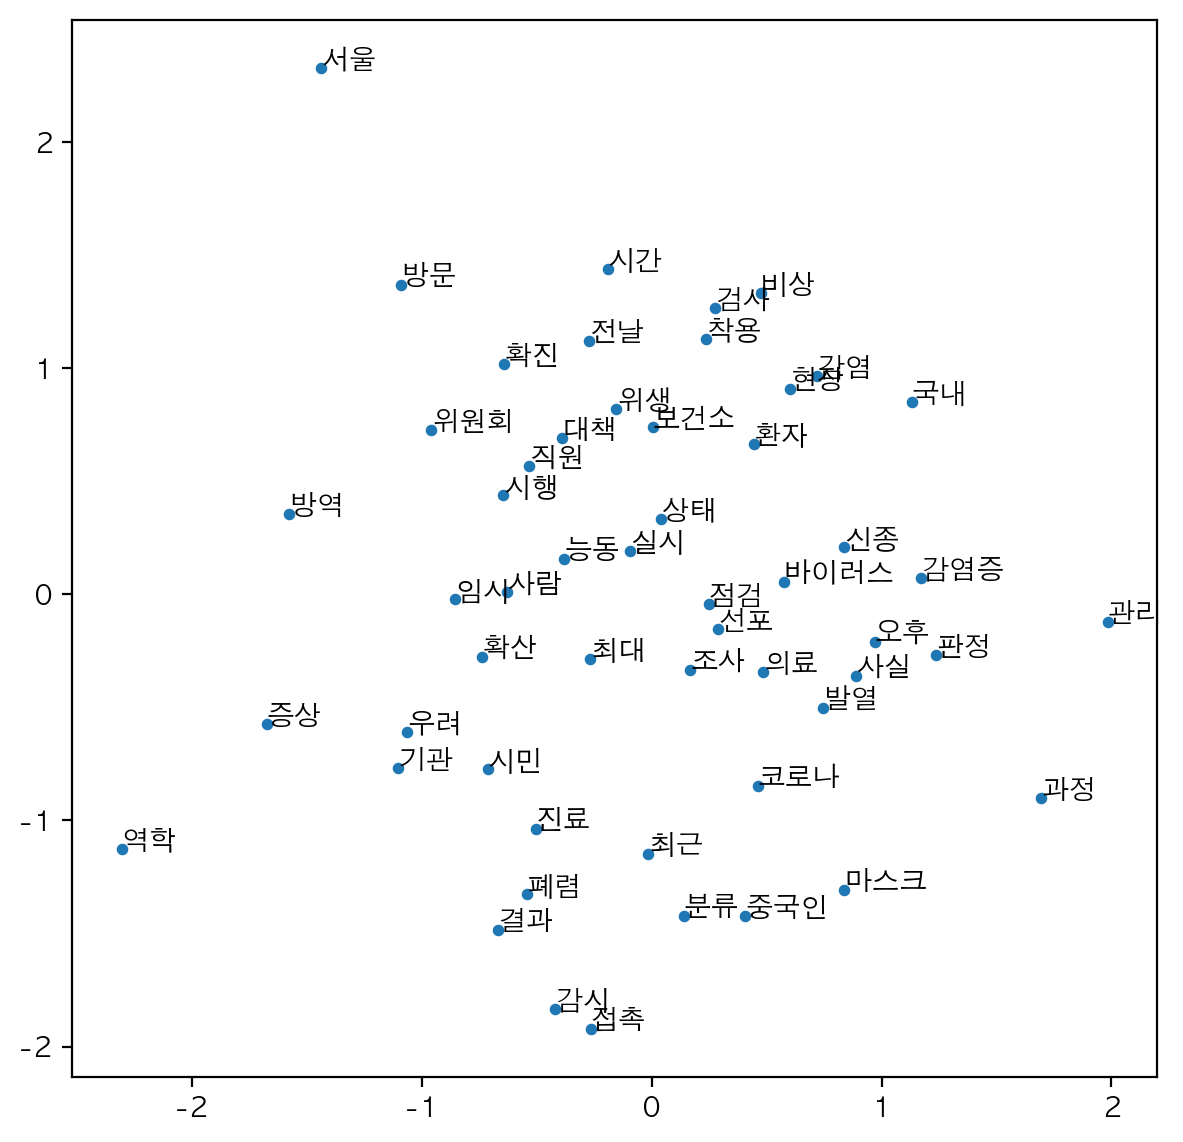 서울
2
시간
방문
비상
검사
착용
전날
확진
1
감염
현장
국내
위생
보건소
위원회
대책
환자
직원
시행
방역
상태
실시
신종
능동
바이러스
감염증
0
임시
사람
점검
관리
선포
오후
확산
최대
판정
조사
의료
사실
발열
증상
우려
기관
시민
코로나
과정
-1
진료
역학
최근
마스크
폐렴
분류
중국인
결과
감시
접촉
-2
-2 -1 0 1 2